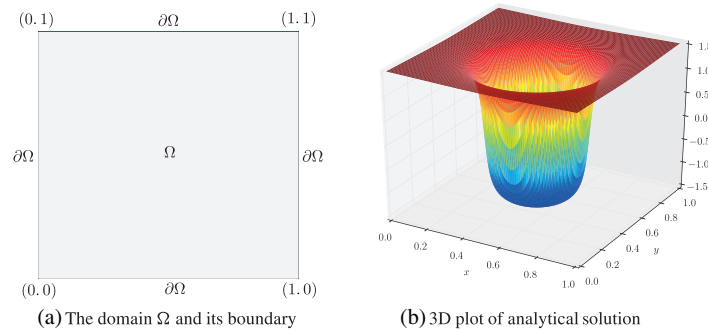 (0.1) ∂Ω (1.1)
∂Ω Ω ∂Ω
(0.0) ∂Ω (1.0)
(a) The domain Ω and its boundary
1.5
1.0
0.5
0.0
−0.5
−1.0
−1.5
0.0 0.2 0.4 0.6 0.8 1.0
x
0.0 0.2 0.4 0.6 0.8 1.0
y
(b) 3D plot of analytical solution